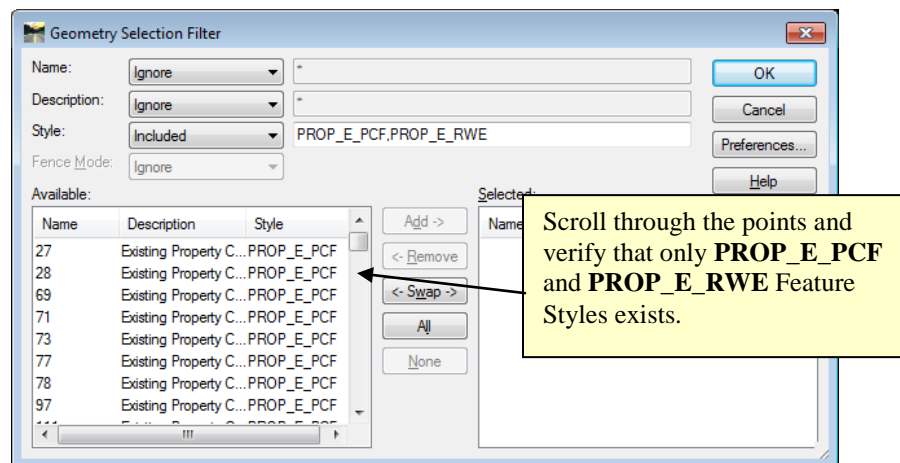 Geometry Selection Filter
Name: Ignore * OK
Description: Ignore * Cancel
Style: Included PROP_E_PCF,PROP_E_RWE Preferences...
Fence Mode: Ignore Help
Available: Selected:
Name Description Style Add -> Name
27 Existing Property C... PROP_E_PCF <- Remove
28 Existing Property C... PROP_E_PCF
69 Existing Property C... PROP_E_PCF <- Swap ->
71 Existing Property C... PROP_E_PCF All
73 Existing Property C... PROP_E_PCF
77 Existing Property C... PROP_E_PCF None
78 Existing Property C... PROP_E_PCF
97 Existing Property C... PROP_E_PCF
Scroll through the points and
verify that only PROP_E_PCF
and PROP_E_RWE Feature
Styles exists.